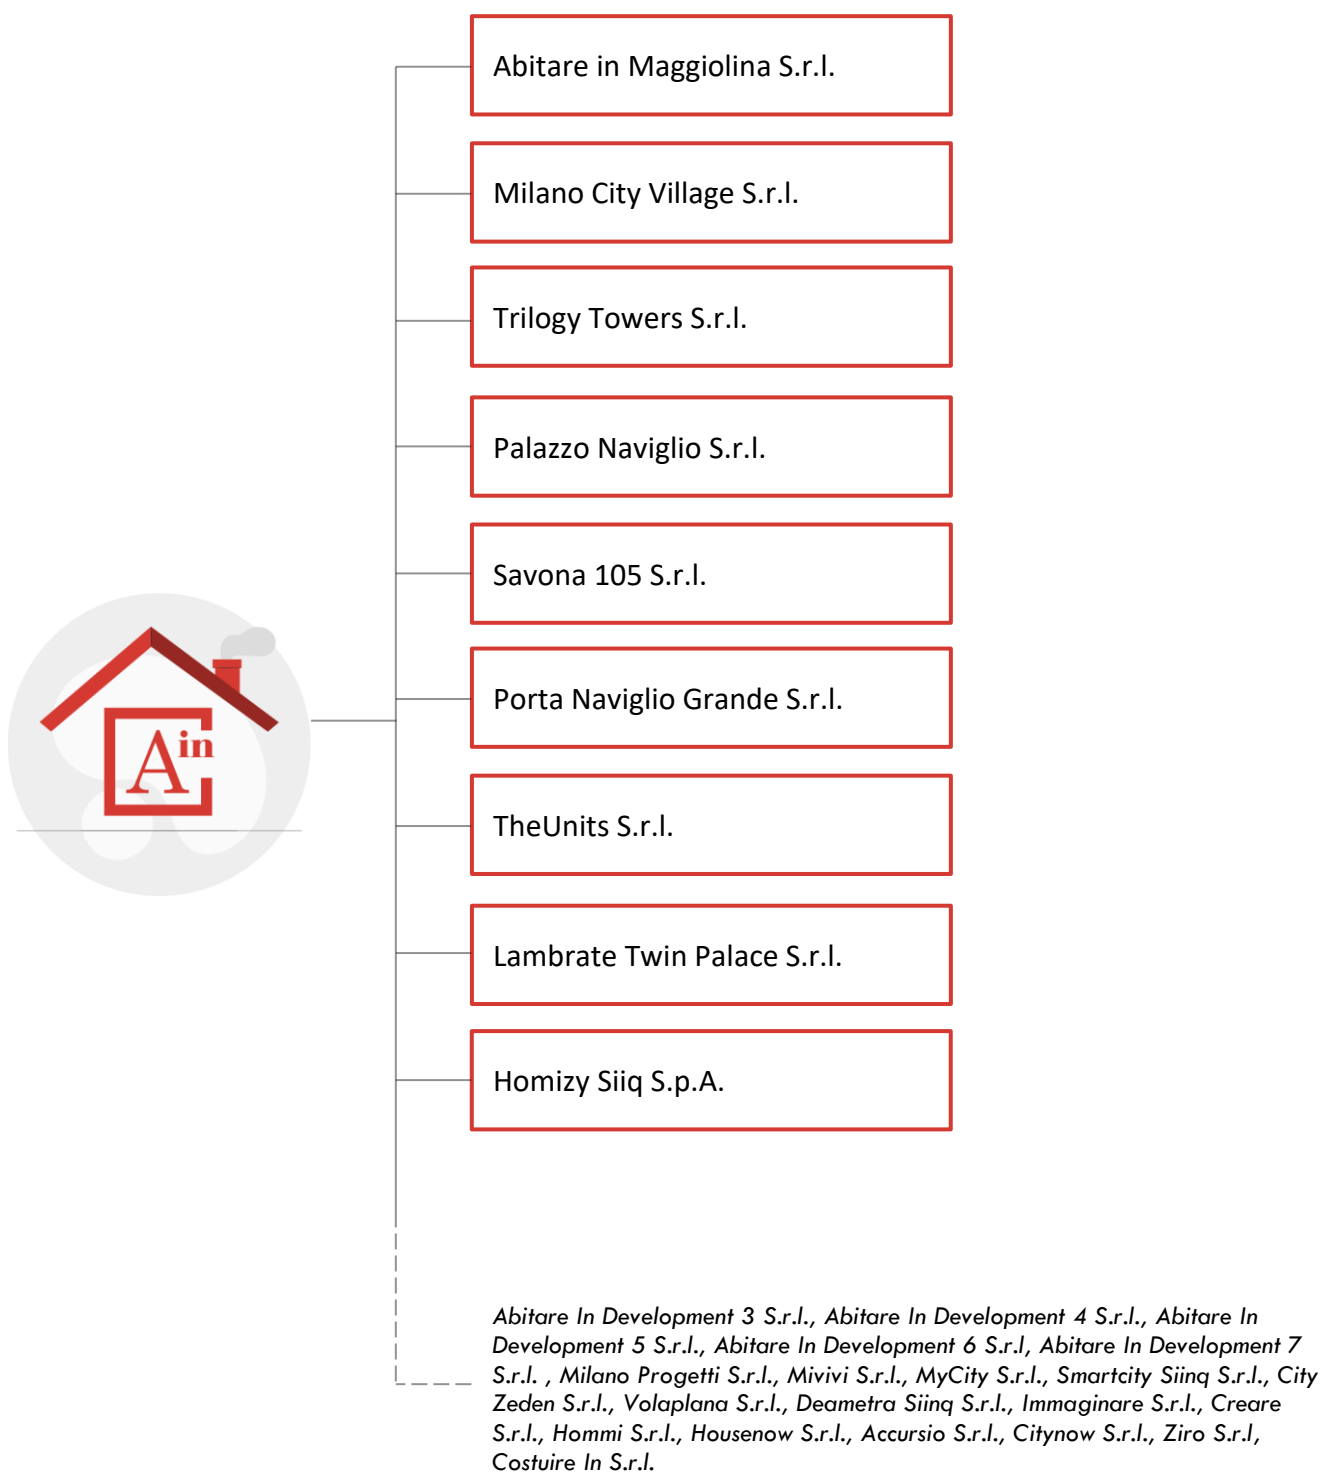 Abitare in Maggiolina S.r.l.
Milano City Village S.r.l.
Trilogy Towers S.r.l.
Palazzo Naviglio S.r.l.
Savona 105 S.r.l.
Porta Naviglio Grande S.r.l.
Ain
TheUnits S.r.l.
Lambrate Twin Palace S.r.l.
Homizy Siiq S.p.A.
Abitare In Development 3 S.r.l., Abitare In Development 4 S.r.l., Abitare In
Development 5 S.r.l., Abitare In Development 6 S.r.l, Abitare In Development 7
S.r.l. , Milano Progetti S.r.l., Mivivi S.r.l., MyCity S.r.l., Smartcity Siinq S.r.l., City
Zeden S.r.l., Volaplana S.r.l., Deametra Siinq S.r.l., Immaginare S.r.l., Creare
S.r.l., Hommi S.r.l., Housenow S.r.l., Accursio S.r.l., Citynow S.r.l., Ziro S.r.l,
Costuire In S.r.l.